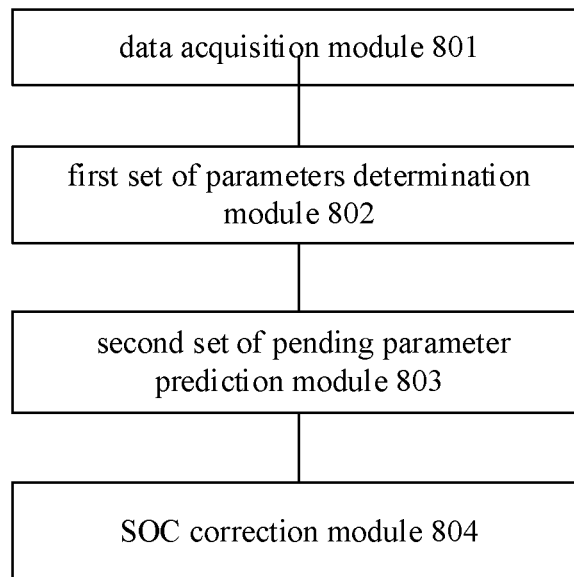 data acquisition module 801
first set of parameters determination
module 802
second set of pending parameter
prediction module 803
SOC correction module 804